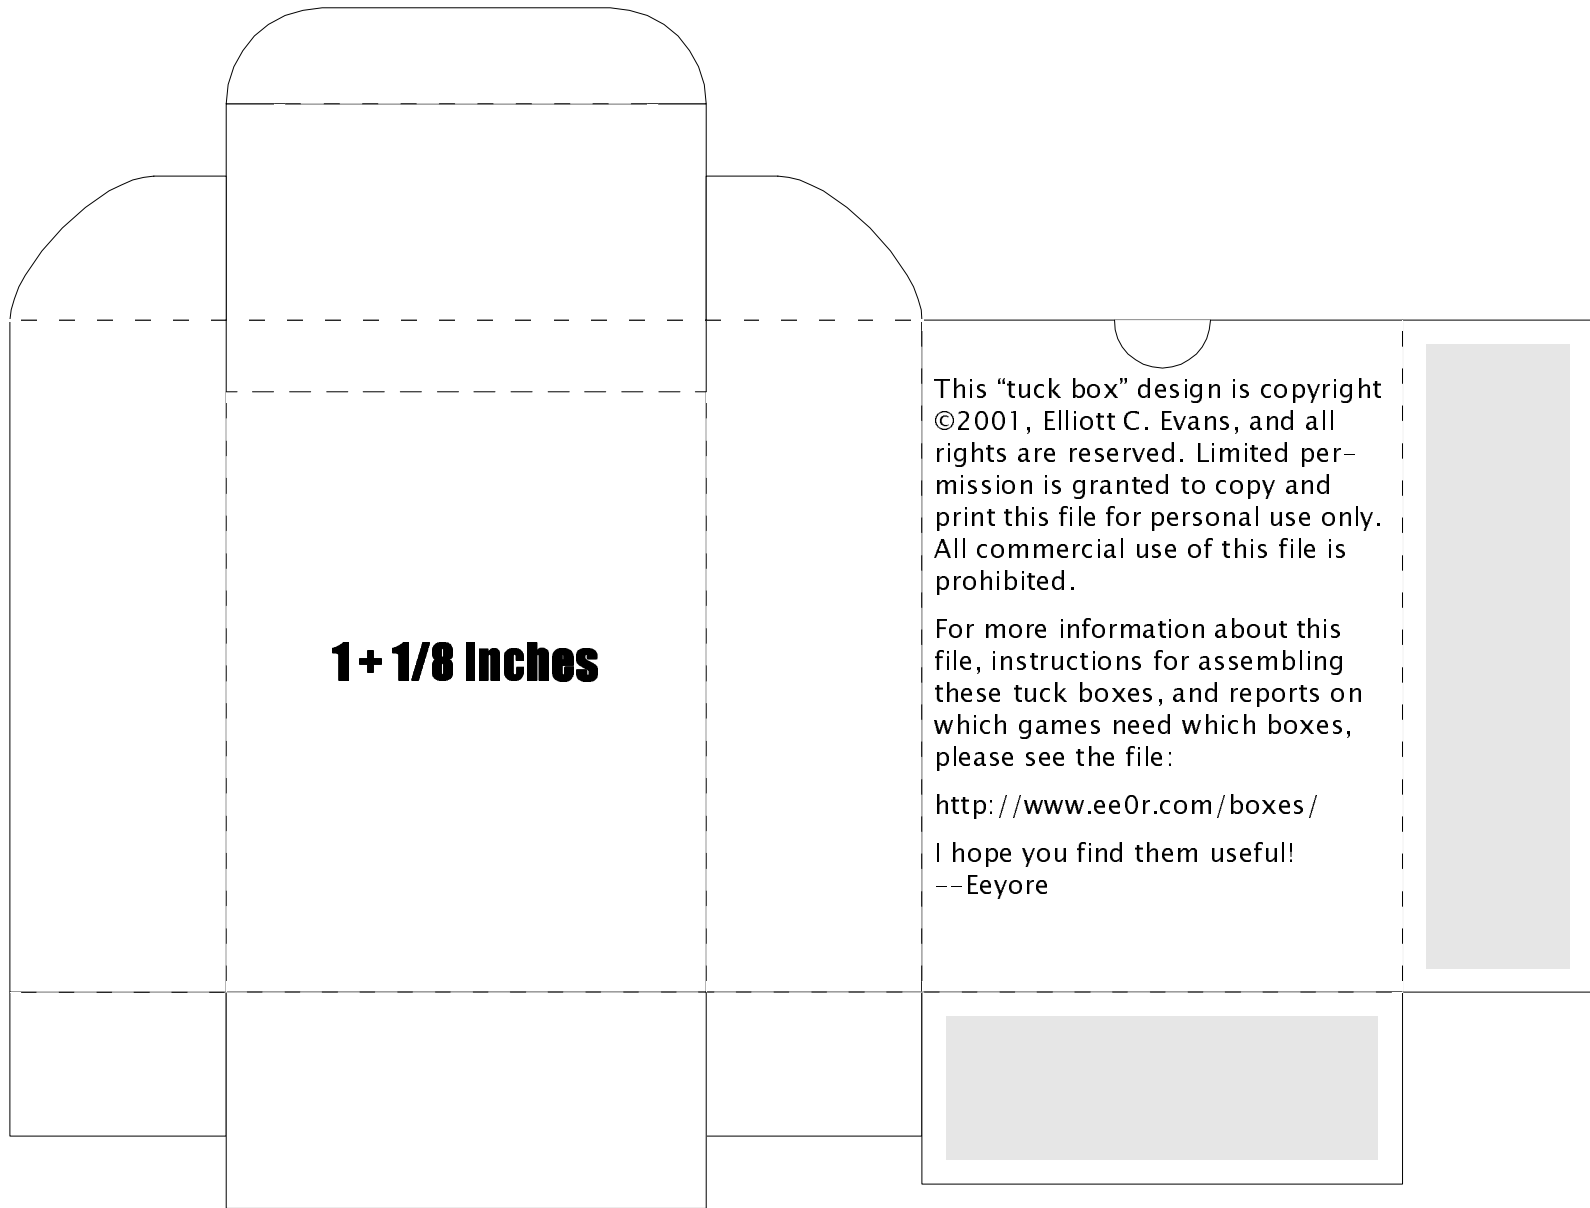 1 + 1/8 Inches
This “tuck box” design is copyright
©2001, Elliott C. Evans, and all
rights are reserved. Limited per-
mission is granted to copy and
print this file for personal use only.
All commercial use of this file is
prohibited.
For more information about this
file, instructions for assembling
these tuck boxes, and reports on
which games need which boxes,
please see the file:
http://www.ee0r.com/boxes/
I hope you find them useful!
--Eeyore